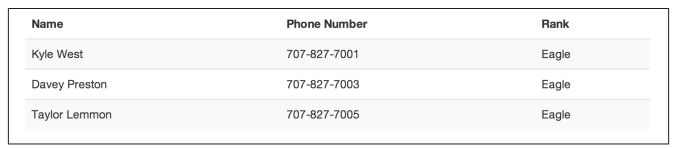 Name Phone Number Rank
Kyle West 707-827-7001 Eagle
Davey Preston 707-827-7003 Eagle
Taylor Lemmon 707-827-7005 Eagle